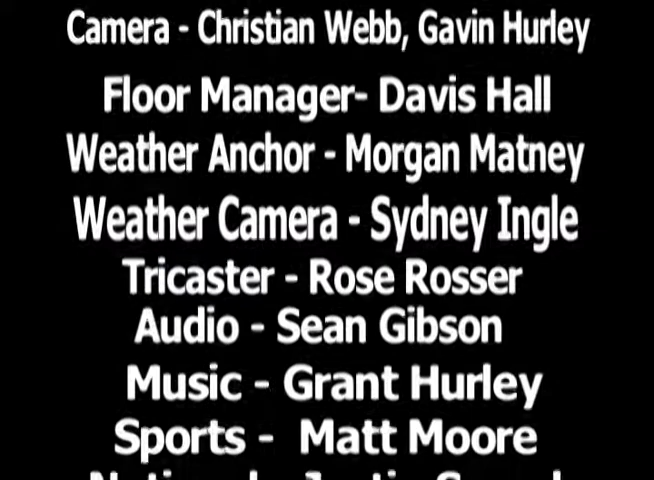 Camera - Christian Webb, Gavin Hurley
Floor Manager- Davis Hall
Weather Anchor - Morgan Matney
Weather Camera - Sydney Ingle
Tricaster - Rose Rosser
Audio - Sean Gibson
Music - Grant Hurley
Sports -  Matt Moore